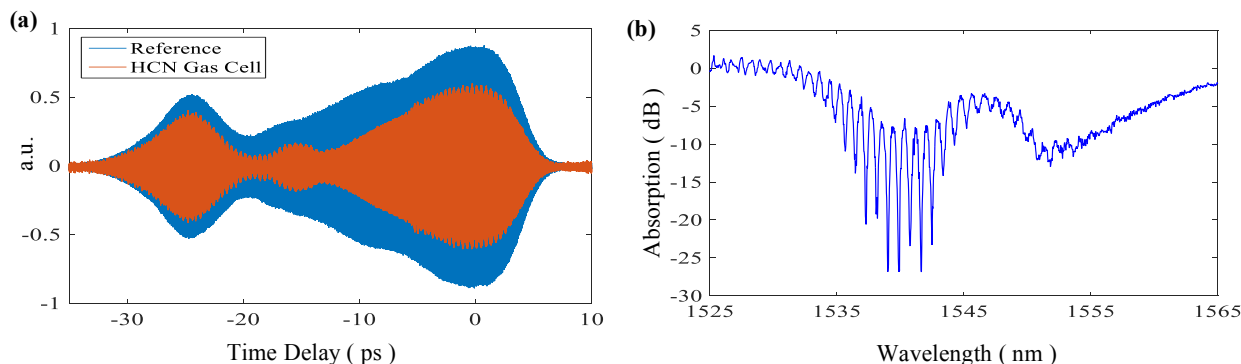 (a)
1
0.5
0
-0.5
-1
a.u.
Reference
HCN Gas Cell
-30
-20
-10
0
10
Time Delay ( ps )
(b)
5
0
-5
-10
-15
-20
-25
-30
Absorption ( dB )
1525
1535
1545
1555
1565
Wavelength ( nm )